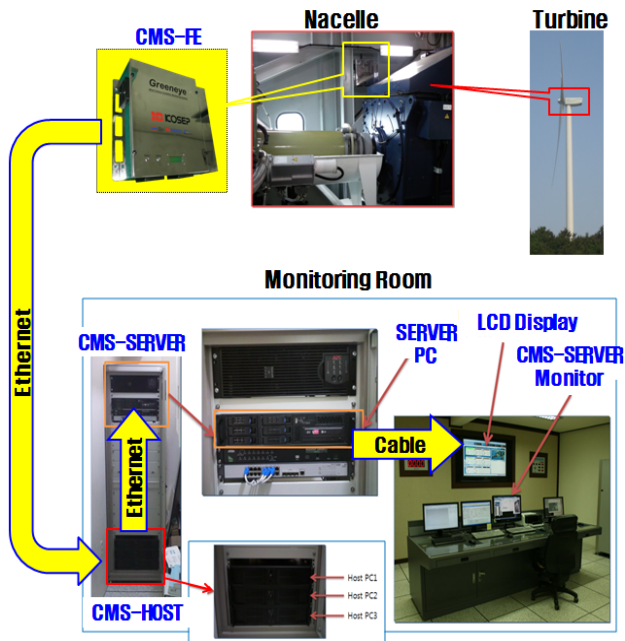 Nacelle
Turbine
CMS-FE
Greeneye
KOSEP
Monitoring Room
Ethernet
CMS-SERVER
SERVER
PC
LCD Display
CMS-SERVER
Monitor
Ethernet
Cable
CMS-HOST
Host PC1
Host PC2
Host PC3